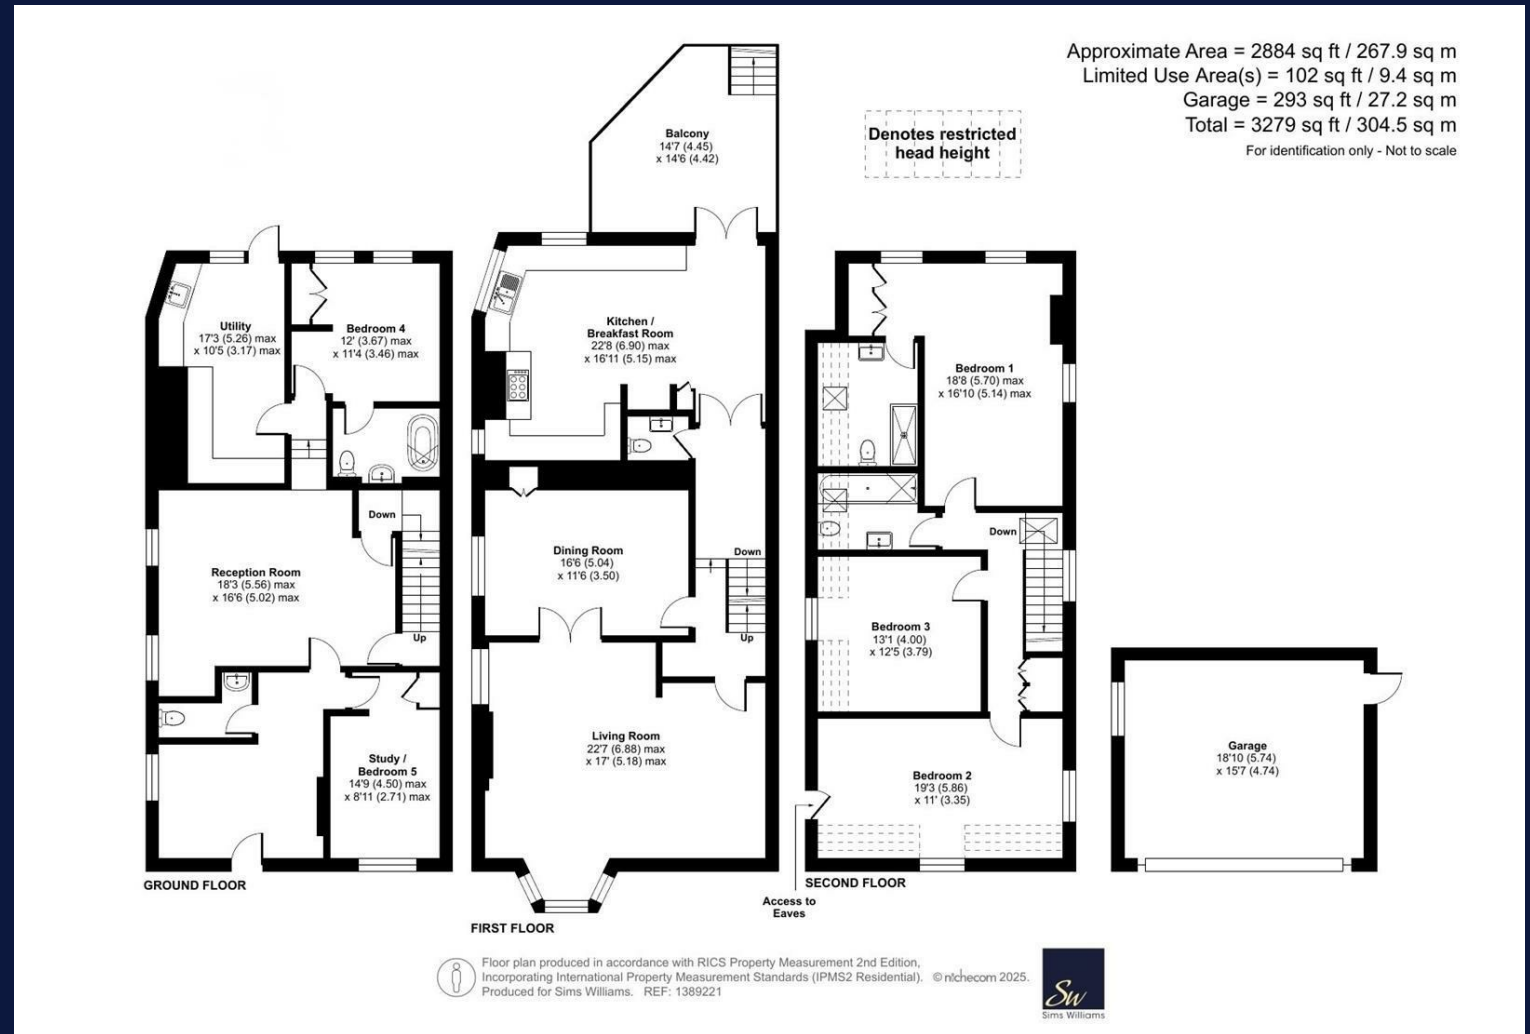 Approximate Area = 2884 sq ft / 267.9 sq m
Limited Use Area(s) = 102 sq ft / 9.4 sq m
Garage = 293 sq ft / 27.2 sq m
Total = 3279 sq ft / 304.5 sq m
For identification only - Not to scale
Denotes restricted
head height
Balcony
14'7 (4.45)
x 14'6 (4.42)
Utility
17'3 (5.26) max
x 10'5 (3.17) max
Bedroom 4
12' (3.67) max
x 11'4 (3.46) max
Down
Reception Room
18'3 (5.56) max
x 16'6 (5.02) max
Up
Study /
Bedroom 5
14'9 (4.50) max
x 8'11 (2.71) max
GROUND FLOOR
Kitchen /
Breakfast Room
22'8 (6.90) max
x 16'11 (5.15) max
Dining Room
16'6 (5.04)
x 11'6 (3.50)
Down
Up
Living Room
22'7 (6.88) max
x 17' (5.18) max
FIRST FLOOR
Bedroom 1
18'8 (5.70) max
x 16'10 (5.14) max
Down
Bedroom 3
13'1 (4.00)
x 12'5 (3.79)
Bedroom 2
19'3 (5.86)
x 11' (3.35)
SECOND FLOOR
Access to
Eaves
Garage
18'10 (5.74)
x 15'7 (4.74)
Floor plan produced in accordance with RICS Property Measurement 2nd Edition,
Incorporating International Property Measurement Standards (IPMS2 Residential). © nichecom 2025.
Produced for Sims Williams. REF: 1389221
Sw
Sims Williams